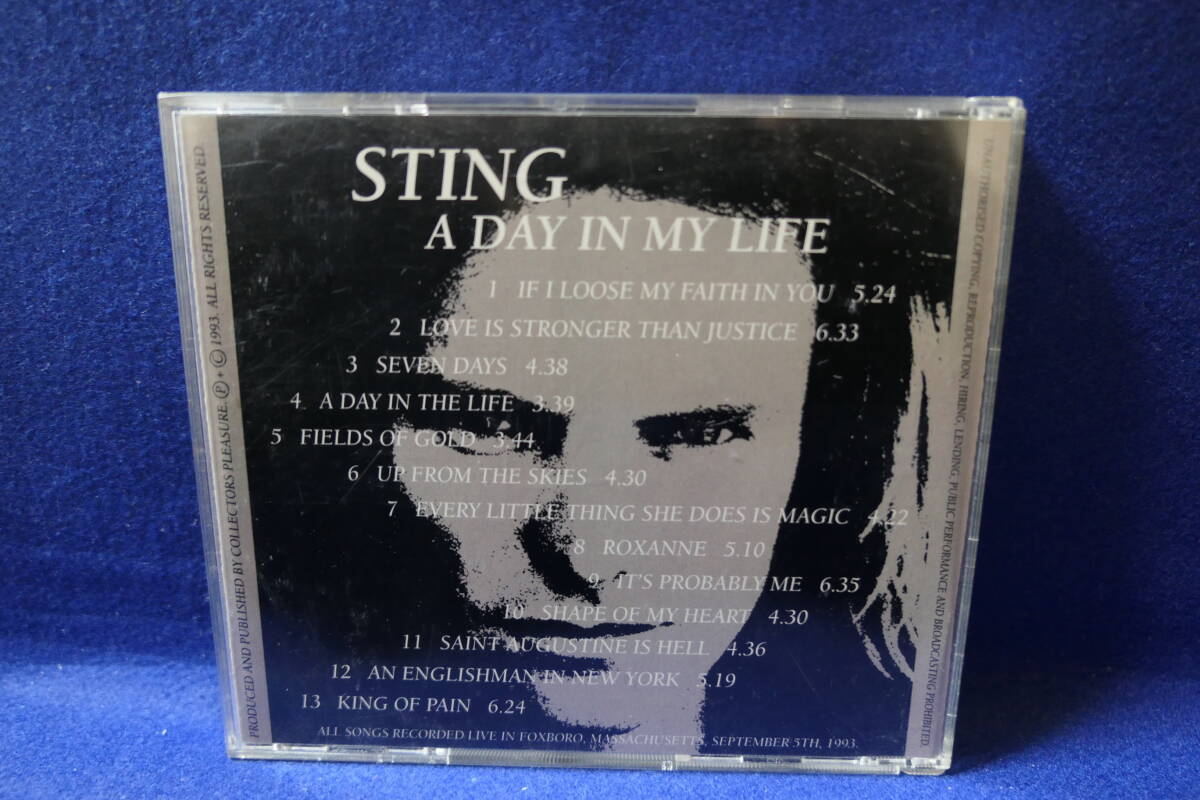 STING
A DAY IN MY LIFE
1 IF I LOOSE MY FAITH IN YOU 5.24
2 LOVE IS STRONGER THAN JUSTICE 6.33
3 SEVEN DAYS 4.38
4. A DAY IN THE LIFE 3.39
5 FIELDS OF GOLD 3.44
6 UP FROM THE SKIES 4.30
7 EVERY LITTLE THING SHE DOES IS MAGIC 4.22
8 ROXANNE 5.10
9 IT'S PROBABLY ME 6.35
10 SHAPE OF MY HEART 4.30
11 SAINT AUGUSTINE IS HELL 4.36
12 AN ENGLISHMAN IN NEW YORK 5.19
13 KING OF PAIN 6.24
ALL SONGS RECORDED LIVE IN FOXBORO, MASSACHUSETTS, SEPTEMBER 5TH, 1993.
PRODUCED AND PUBLISHED BY COLLECTORS PLEASURE. ℗ + © 1993. ALL RIGHTS RESERVED.
UNAUTHORISED COPYING, REPRODUCTION, HIRING, LENDING, PUBLIC PERFORMANCE AND BROADCASTING PROHIBITED.